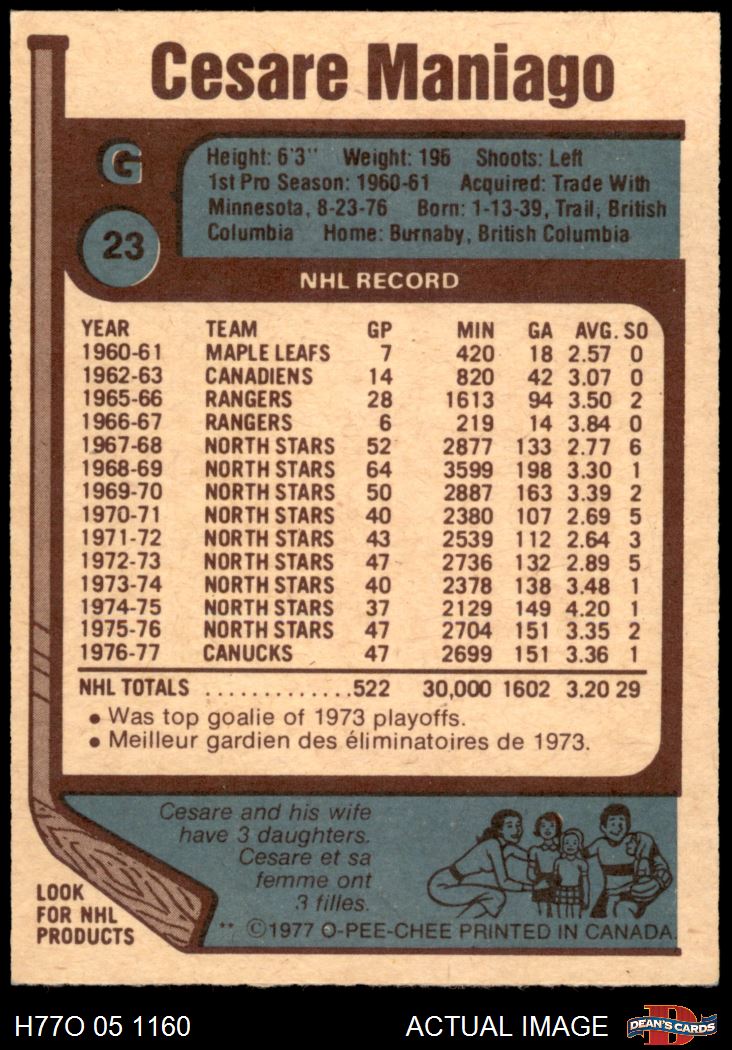 Cesare Maniago
G
23
Height: 6'3" Weight: 196 Shoots: Left
1st Pro Season: 1960-61 Acquired: Trade With
Minnesota, 8-23-76 Born: 1-13-39, Trail, British
Columbia Home: Burnaby, British Columbia
NHL RECORD
YEAR TEAM GP MIN GA AVG. SO
1960-61 MAPLE LEAFS 7 420 18 2.57 0
1962-63 CANADIENS 14 820 42 3.07 0
1965-66 RANGERS 28 1613 94 3.50 2
1966-67 RANGERS 6 219 14 3.84 0
1967-68 NORTH STARS 52 2877 133 2.77 6
1968-69 NORTH STARS 64 3599 198 3.30 1
1969-70 NORTH STARS 50 2887 163 3.39 2
1970-71 NORTH STARS 40 2380 107 2.69 5
1971-72 NORTH STARS 43 2539 112 2.64 3
1972-73 NORTH STARS 47 2736 132 2.89 5
1973-74 NORTH STARS 40 2378 138 3.48 1
1974-75 NORTH STARS 37 2129 149 4.20 1
1975-76 NORTH STARS 47 2704 151 3.35 2
1976-77 CANUCKS 47 2699 151 3.36 1
NHL TOTALS .............522 30,000 1602 3.20 29
• Was top goalie of 1973 playoffs.
• Meilleur gardien des éliminatoires de 1973.
Cesare and his wife
have 3 daughters.
Cesare et sa
femme ont
3 filles.
LOOK
FOR NHL
PRODUCTS
** ©1977 O-PEE-CHEE PRINTED IN CANADA.
H77O 05 1160 ACTUAL IMAGE
D
DEAN'S CARDS